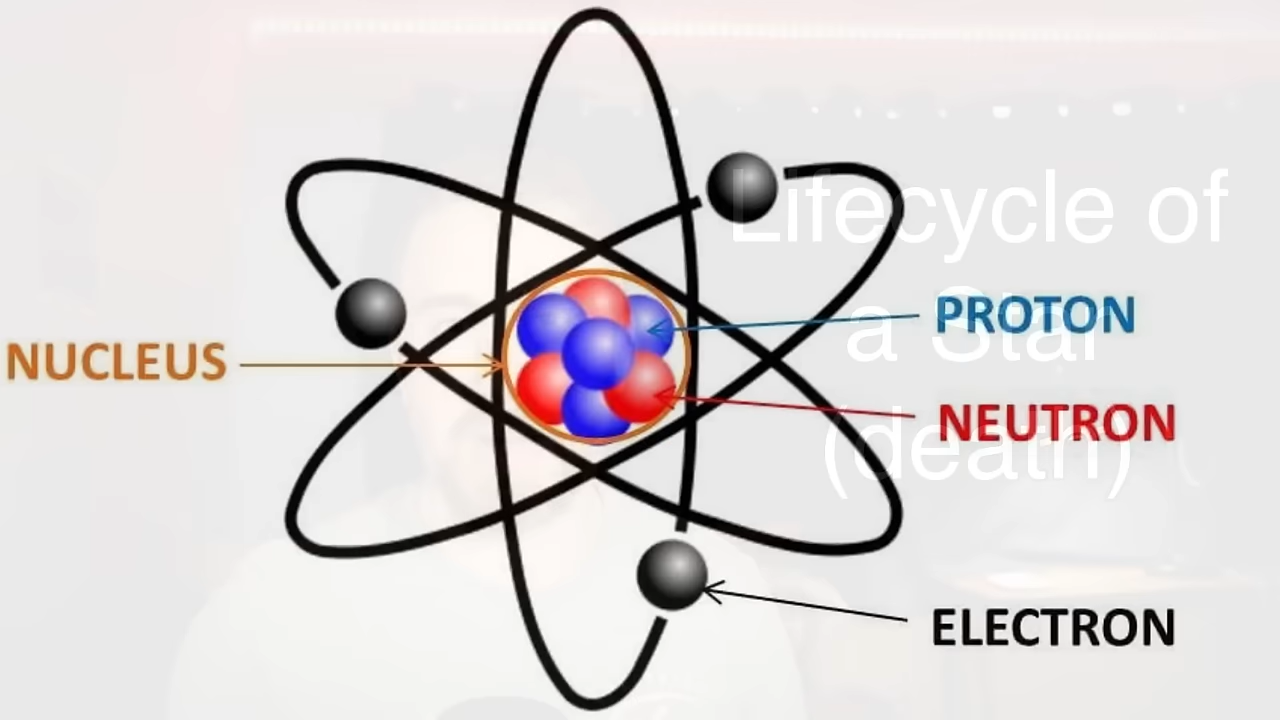 Lifecycle of
a Star
(death)
NUCLEUS
PROTON
NEUTRON
ELECTRON